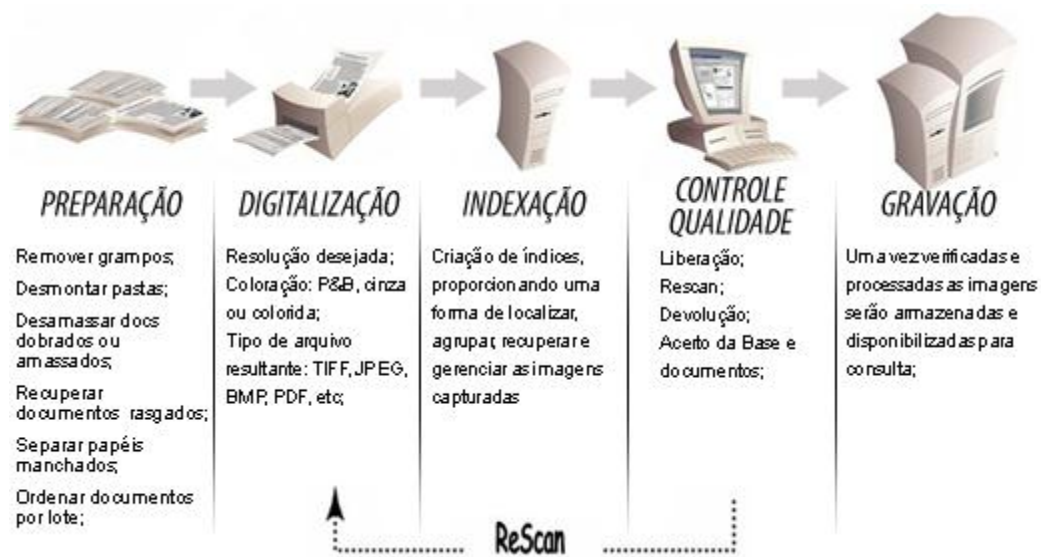 PREPARAÇÃO
Remover grampos;
Desmontar pastas;
Desamassar docs
dobrados ou
amassados;
Recuperar
documentos rasgados;
Separar papéis
manchados;
Ordenar documentos
por lote;
DIGITALIZAÇÃO
Resolução desejada;
Coloração: P&B, cinza
ou colorida;
Tipo de arquivo
resultante: TIFF, JPEG,
BMP, PDF, etc;
INDEXAÇÃO
Criação de índices,
proporcionando uma
forma de localizar,
agrupar, recuperar e
gerenciar as imagens
capturadas
CONTROLE
QUALIDADE
Liberação;
Rescan;
Devolução;
Acerto da Base e
documentos;
GRAVAÇÃO
Uma vez verificadas e
processadas as imagens
serão armazenadas e
disponibilizadas para
consulta;
ReScan